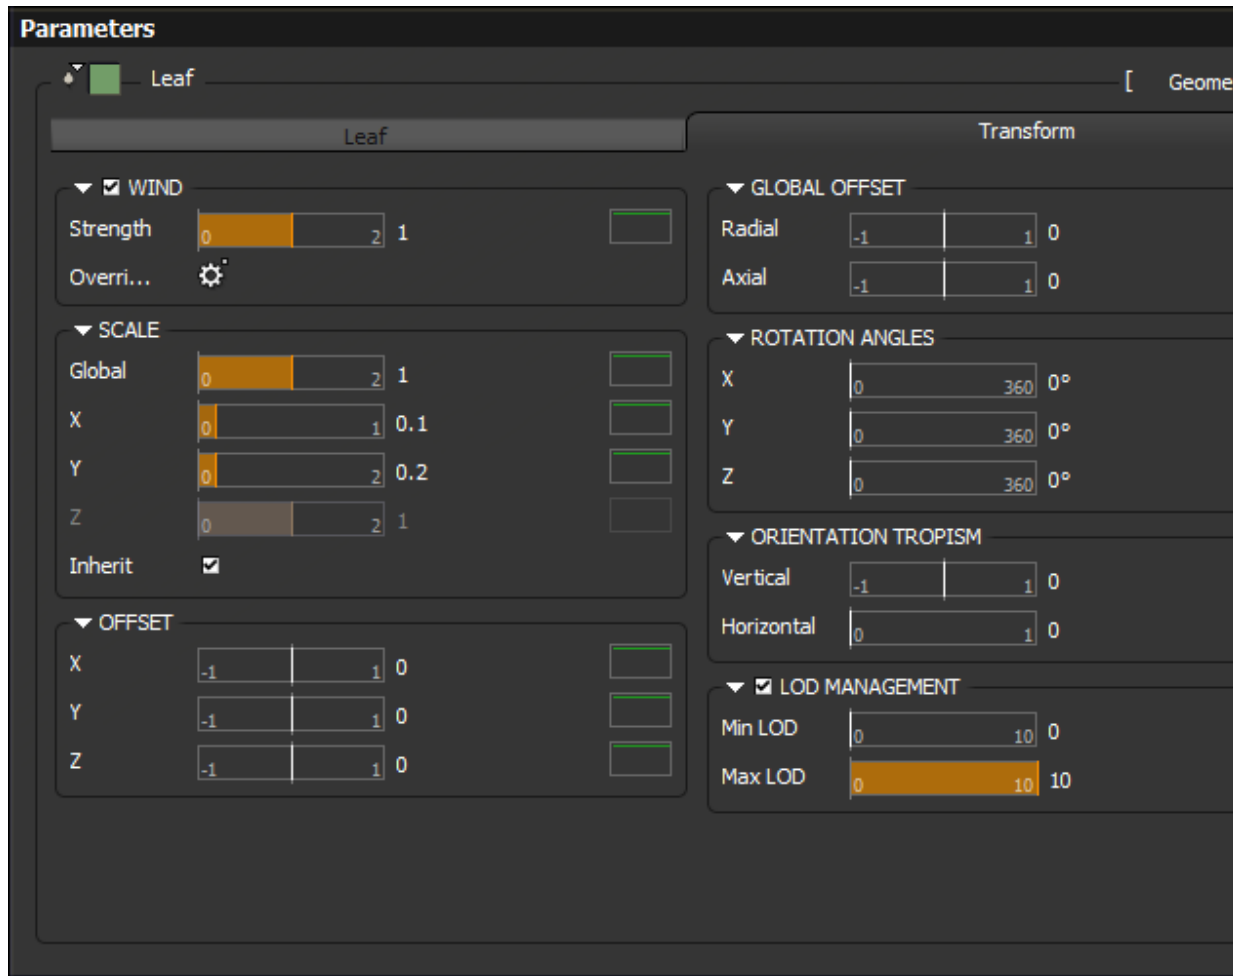 Parameters
Leaf
[ Geome
Leaf
Transform
WIND
Strength 0 2 1
Overri...
SCALE
Global 0 2 1
X 0 1 0.1
Y 0 2 0.2
Z 0 2 1
Inherit
OFFSET
X -1 1 0
Y -1 1 0
Z -1 1 0
GLOBAL OFFSET
Radial -1 1 0
Axial -1 1 0
ROTATION ANGLES
X 0 360 0°
Y 0 360 0°
Z 0 360 0°
ORIENTATION TROPISM
Vertical -1 1 0
Horizontal 0 1 0
LOD MANAGEMENT
Min LOD 0 10 0
Max LOD 0 10 10